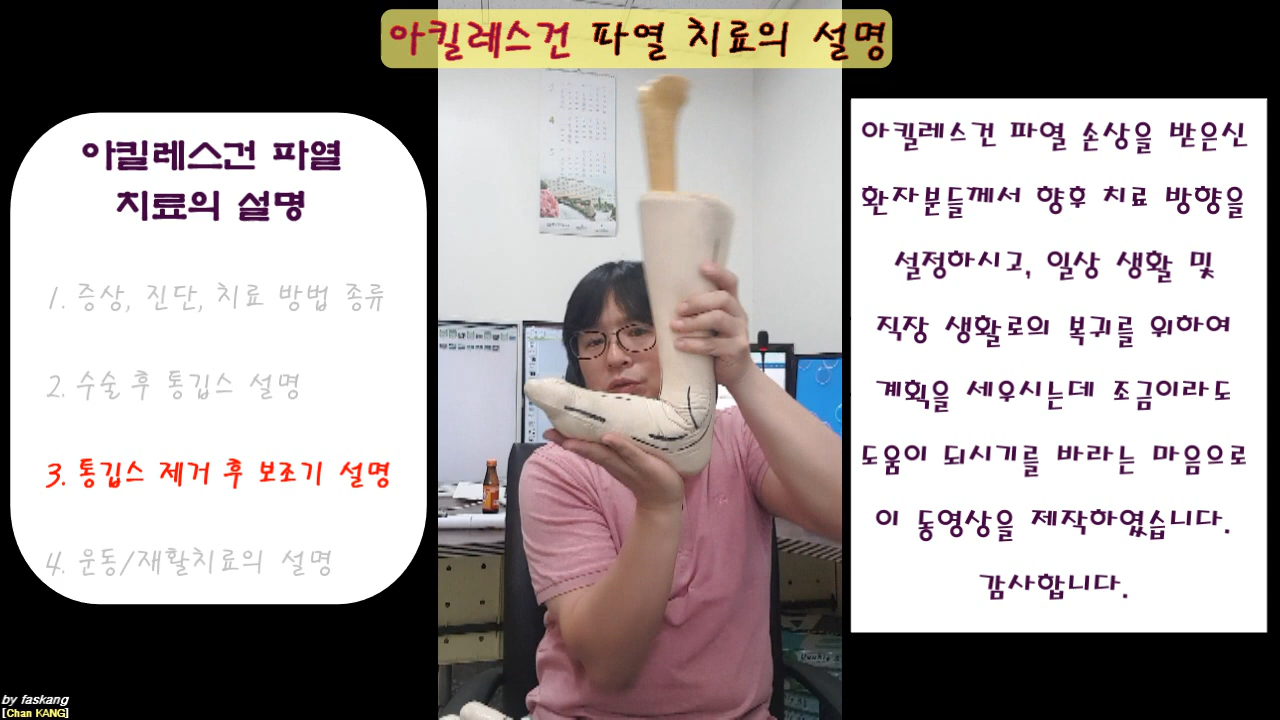 아킬레스건 파열 치료의 설명
아킬레스건 파열
치료의 설명
1. 증상, 진단, 치료 방법 종류
2. 수술 후 통깁스 설명
3. 통깁스 제거 후 보조기 설명
4. 운동/재활치료의 설명
아킬레스건 파열 손상을 받은신
환자분들께서 향후 치료 방향을
설정하시고, 일상 생활 및
직장 생활로의 복귀를 위하여
계획을 세우시는데 조금이라도
도움이 되시기를 바라는 마음으로
이 동영상을 제작하였습니다.
감사합니다.
by faskang
[Chan KANG]